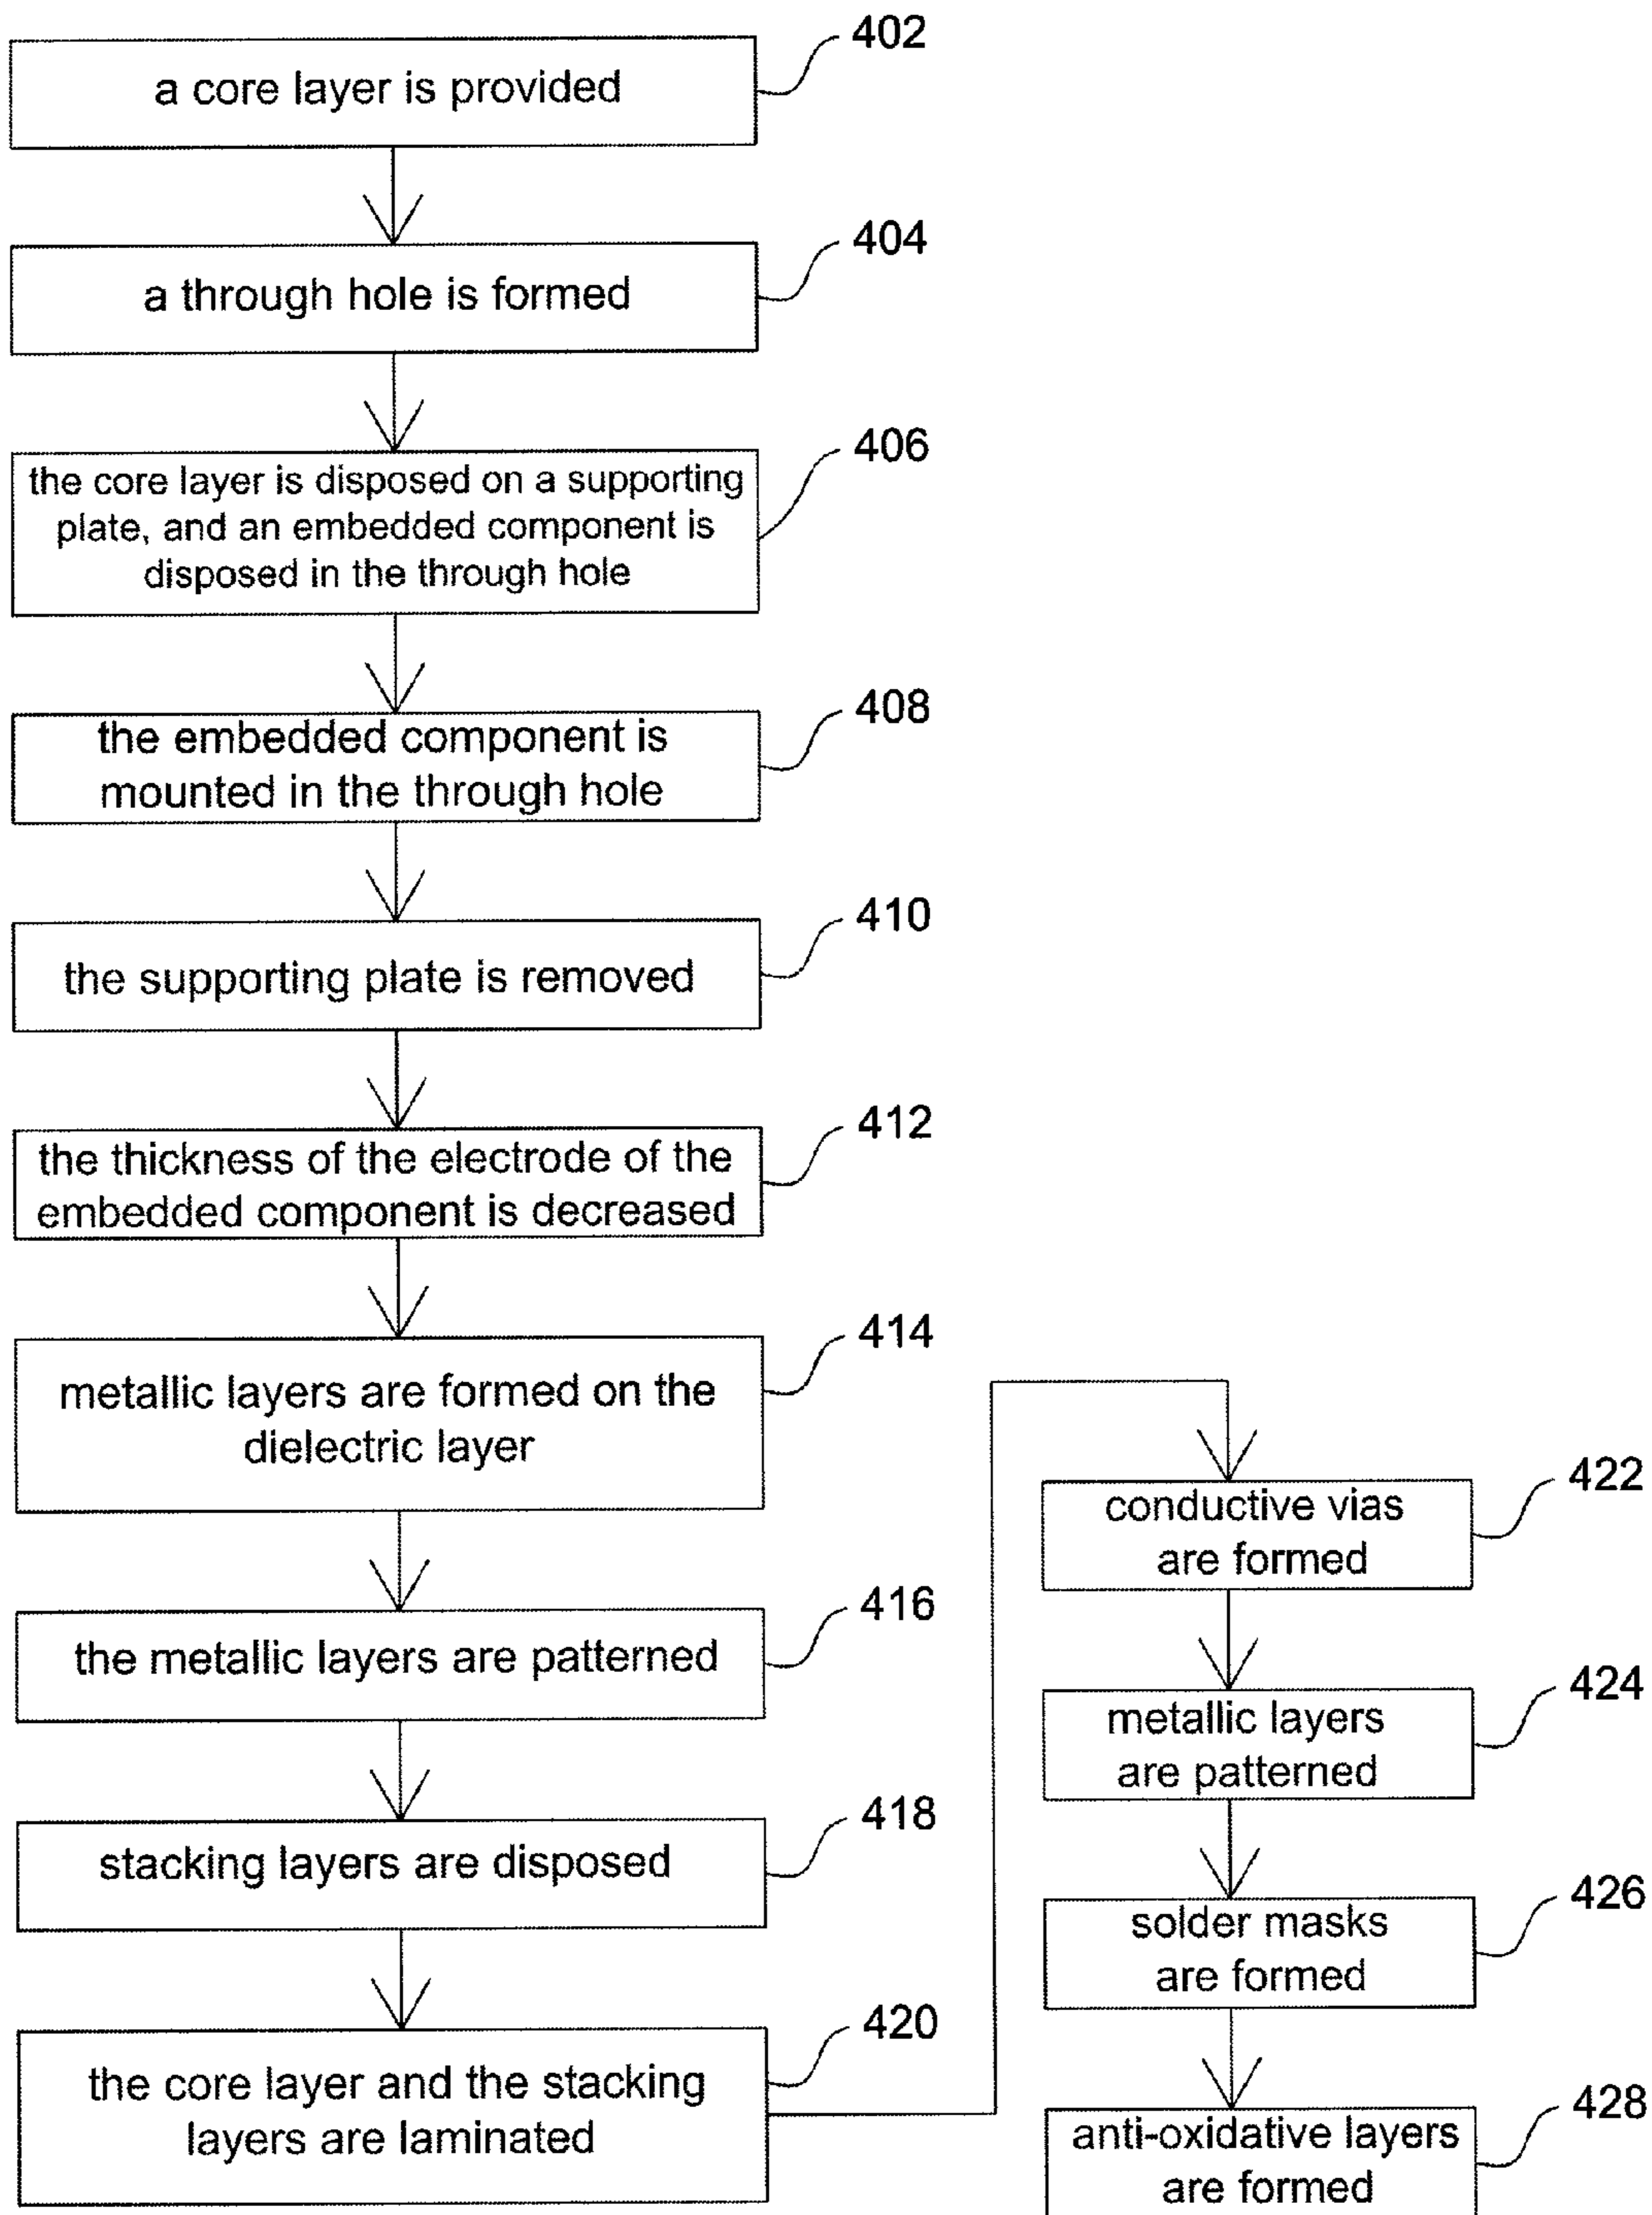 402
a core layer is provided
404
a through hole is formed
406
the core layer is disposed on a supporting
plate, and an embedded component is
disposed in the through hole
408
the embedded component is
mounted in the through hole
410
the supporting plate is removed
412
the thickness of the electrode of the
embedded component is decreased
414
metallic layers are formed on the
dielectric layer
416
the metallic layers are patterned
418
stacking layers are disposed
420
the core layer and the stacking
layers are laminated
422
conductive vias
are formed
424
metallic layers
are patterned
426
solder masks
are formed
428
anti-oxidative layers
are formed